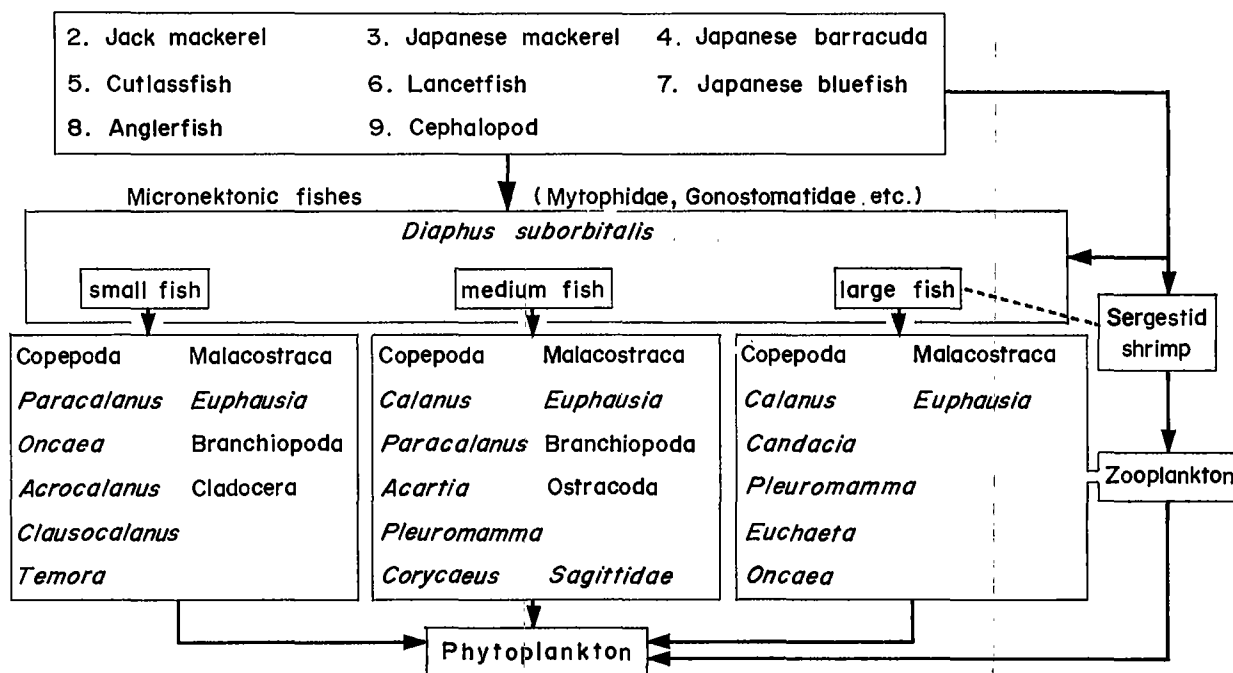 2. Jack mackerel 3. Japanese mackerel 4. Japanese barracuda
5. Cutlassfish 6. Lancetfish 7. Japanese bluefish
8. Anglerfish 9. Cephalopod
Micronektonic fishes (Mytophidae, Gonostomatidae etc.)
Diaphus suborbitalis
small fish medium fish large fish
Sergestid
shrimp
Copepoda Malacostraca
Paracalanus Euphausia
Oncaea Branchiopoda
Acrocalanus Cladocera
Clausocalanus
Temora
Copepoda Malacostraca
Calanus Euphausia
Paracalanus Branchiopoda
Acartia Ostracoda
Pleuromamma
Corycaeus Sagittidae
Copepoda Malacostraca
Calanus Euphausia
Candacia
Pleuromamma
Euchaeta
Oncaea
Zooplankton
Phytoplankton